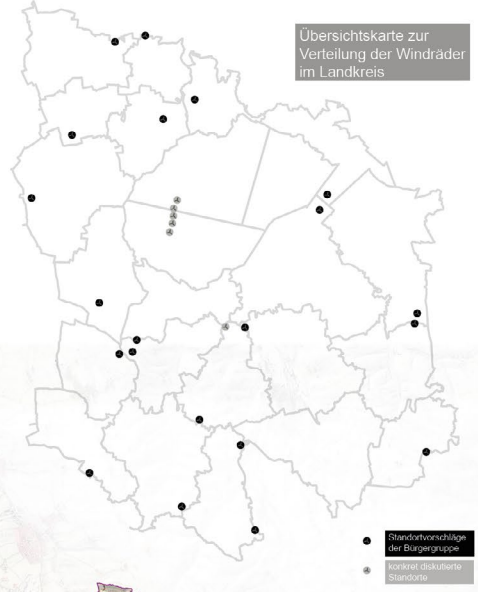 Übersichtskarte zur
Verteilung der Windräder
im Landkreis
Standortvorschläge
der Bürgergruppe
konkret diskutierte
Standorte